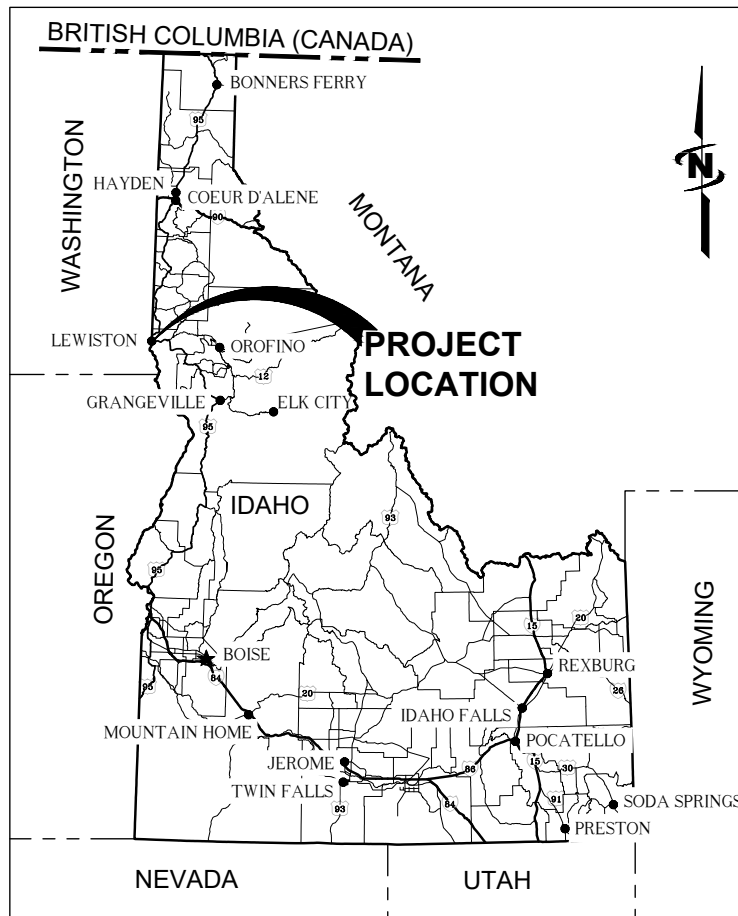 BRITISH COLUMBIA (CANADA)
BONNERS FERRY
95
N
WASHINGTON
HAYDEN
COEUR D'ALENE
90
MONTANA
LEWISTON
OROFINO
PROJECT
LOCATION
12
GRANGEVILLE
ELK CITY
95
IDAHO
93
OREGON
95
15
20
WYOMING
BOISE
REXBURG
84
95
20
26
IDAHO FALLS
MOUNTAIN HOME
POCATELLO
JEROME
86
15
30
TWIN FALLS
93
84
91
SODA SPRINGS
PRESTON
NEVADA
UTAH